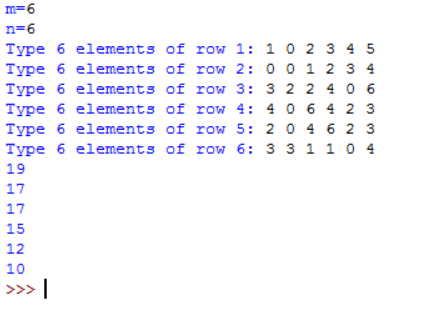 m=6
n=6
Type 6 elements of row 1: 1 0 2 3 4 5
Type 6 elements of row 2: 0 0 1 2 3 4
Type 6 elements of row 3: 3 2 2 4 0 6
Type 6 elements of row 4: 4 0 6 4 2 3
Type 6 elements of row 5: 2 0 4 6 2 3
Type 6 elements of row 6: 3 3 1 1 0 4
19
17
17
15
12
10
>>>